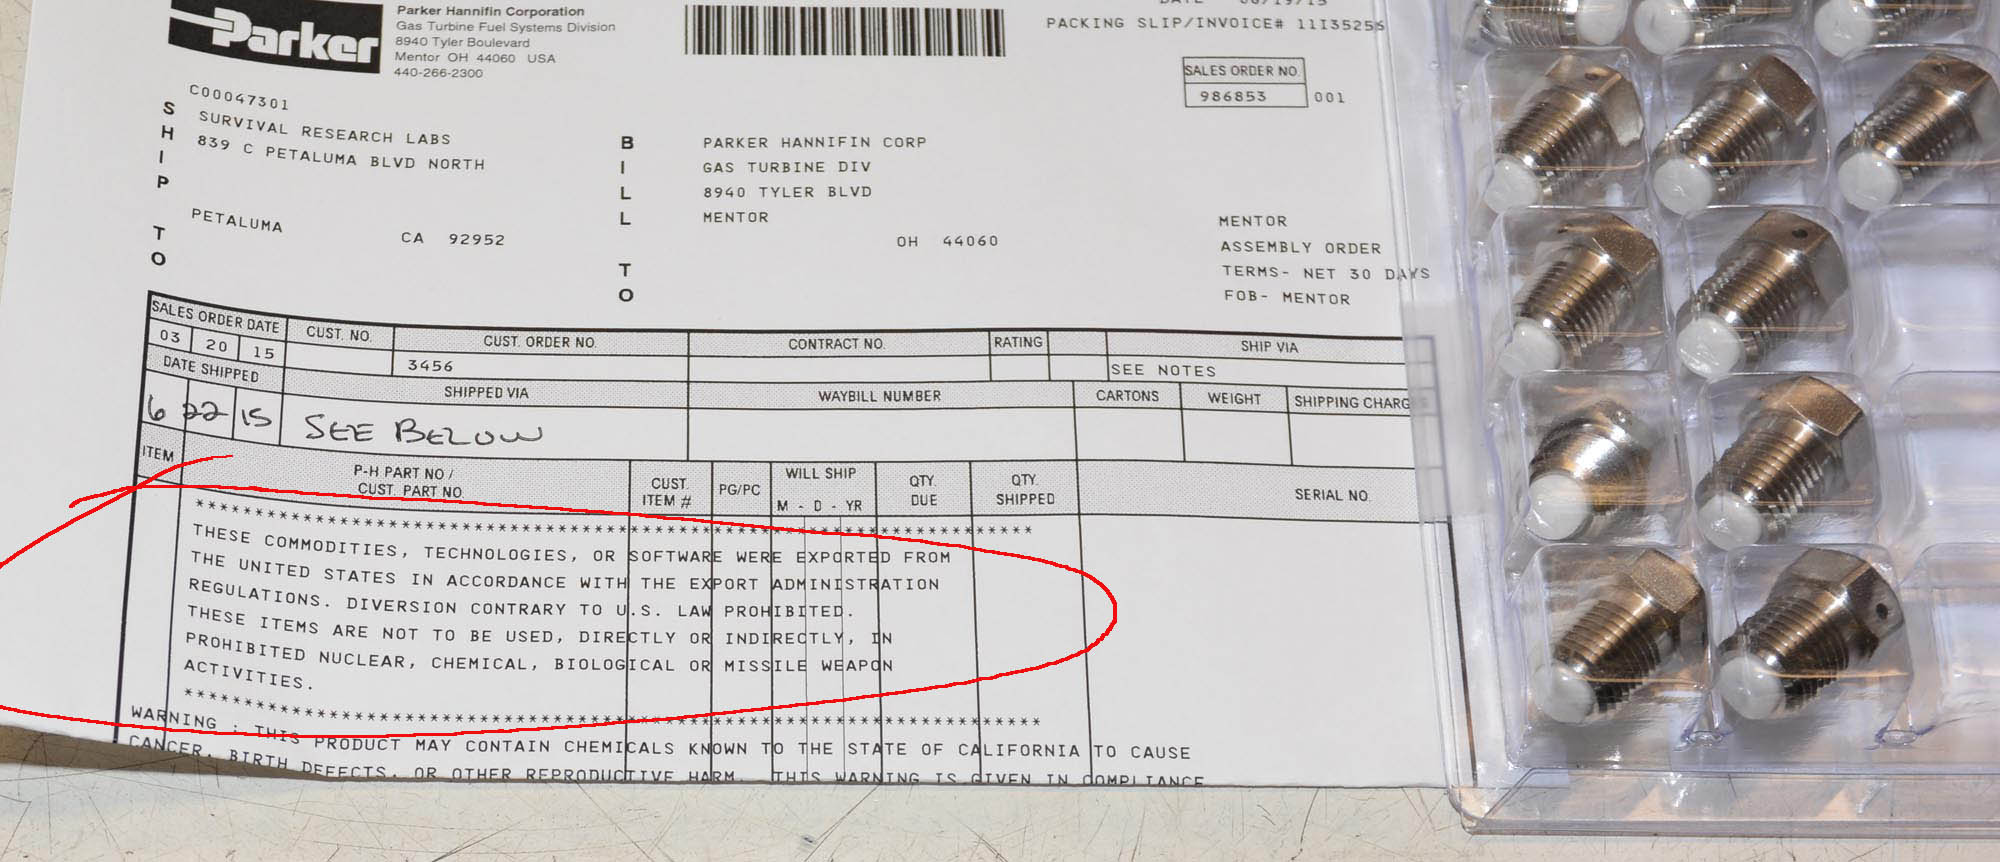 Parker
Parker Hannifin Corporation
Gas Turbine Fuel Systems Division
8940 Tyler Boulevard
Mentor OH 44060 USA
440-266-2300
PACKING SLIP/INVOICE# 11I35256
SALES ORDER NO.
986853 001
C00047301
SHIP TO
SURVIVAL RESEARCH LABS
839 C PETALUMA BLVD NORTH
PETALUMA CA 92952
BILL TO
PARKER HANNIFIN CORP
GAS TURBINE DIV
8940 TYLER BLVD
MENTOR
OH 44060
MENTOR
ASSEMBLY ORDER
TERMS- NET 30 DAYS
FOB- MENTOR
SALES ORDER DATE CUST. NO. CUST. ORDER NO. CONTRACT NO. RATING SHIP VIA
03 20 15 3456 SEE NOTES
DATE SHIPPED SHIPPED VIA WAYBILL NUMBER CARTONS WEIGHT SHIPPING CHARG
6 22 15 SEE BELOW
ITEM P-H PART NO / CUST. PART NO. CUST. ITEM # PG/PC WILL SHIP M - D - YR QTY. DUE QTY. SHIPPED SERIAL NO.
THESE COMMODITIES, TECHNOLOGIES, OR SOFTWARE WERE EXPORTED FROM
THE UNITED STATES IN ACCORDANCE WITH THE EXPORT ADMINISTRATION
REGULATIONS. DIVERSION CONTRARY TO U.S. LAW PROHIBITED.
THESE ITEMS ARE NOT TO BE USED, DIRECTLY OR INDIRECTLY, IN
PROHIBITED NUCLEAR, CHEMICAL, BIOLOGICAL OR MISSILE WEAPON
ACTIVITIES.
WARNING : THIS PRODUCT MAY CONTAIN CHEMICALS KNOWN TO THE STATE OF CALIFORNIA TO CAUSE
CANCER, BIRTH DEFECTS, OR OTHER REPRODUCTIVE HARM. THIS WARNING IS GIVEN IN COMPLIANCE